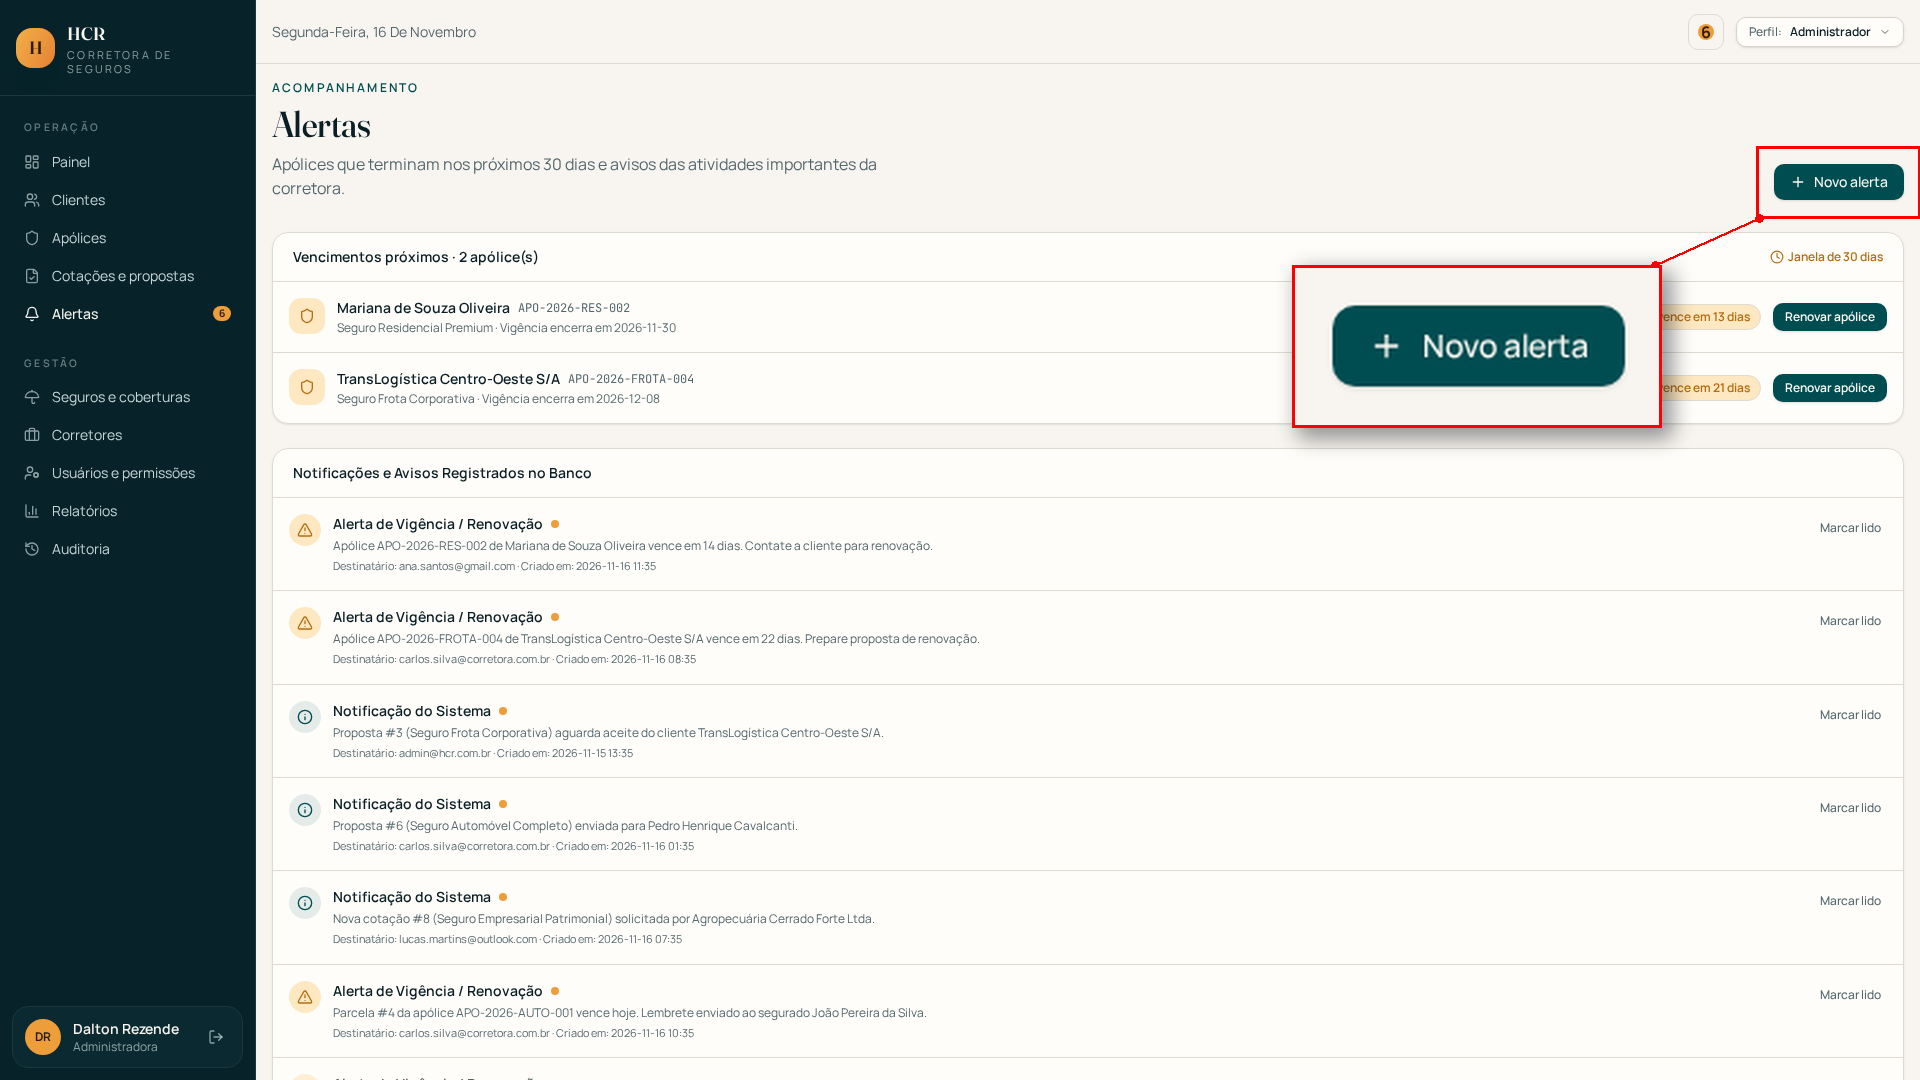 H
HCR
CORRETORA DE
SEGUROS
OPERAÇÃO
Painel
Clientes
Apólices
Cotações e propostas
Alertas
6
GESTÃO
Seguros e coberturas
Corretores
Usuários e permissões
Relatórios
Auditoria
DR
Dalton Rezende
Administradora
Segunda-Feira, 16 De Novembro
6
Perfil: Administrador
ACOMPANHAMENTO
Alertas
Apólices que terminam nos próximos 30 dias e avisos das atividades importantes da
corretora.
+ Novo alerta
Vencimentos próximos · 2 apólice(s)
Janela de 30 dias
Mariana de Souza Oliveira APO-2026-RES-002
Seguro Residencial Premium · Vigência encerra em 2026-11-30
vence em 13 dias
Renovar apólice
+ Novo alerta
TransLogística Centro-Oeste S/A APO-2026-FROTA-004
Seguro Frota Corporativa · Vigência encerra em 2026-12-08
vence em 21 dias
Renovar apólice
Notificações e Avisos Registrados no Banco
Alerta de Vigência / Renovação
Marcar lido
Apólice APO-2026-RES-002 de Mariana de Souza Oliveira vence em 14 dias. Contate a cliente para renovação.
Destinatário: ana.santos@gmail.com · Criado em: 2026-11-16 11:35
Alerta de Vigência / Renovação
Marcar lido
Apólice APO-2026-FROTA-004 de TransLogística Centro-Oeste S/A vence em 22 dias. Prepare proposta de renovação.
Destinatário: carlos.silva@corretora.com.br · Criado em: 2026-11-16 08:35
Notificação do Sistema
Marcar lido
Proposta #3 (Seguro Frota Corporativa) aguarda aceite do cliente TransLogística Centro-Oeste S/A.
Destinatário: admin@hcr.com.br · Criado em: 2026-11-15 13:35
Notificação do Sistema
Marcar lido
Proposta #6 (Seguro Automóvel Completo) enviada para Pedro Henrique Cavalcanti.
Destinatário: carlos.silva@corretora.com.br · Criado em: 2026-11-16 01:35
Notificação do Sistema
Marcar lido
Nova cotação #8 (Seguro Empresarial Patrimonial) solicitada por Agropecuária Cerrado Forte Ltda.
Destinatário: lucas.martins@outlook.com · Criado em: 2026-11-16 07:35
Alerta de Vigência / Renovação
Marcar lido
Parcela #4 da apólice APO-2026-AUTO-001 vence hoje. Lembrete enviado ao segurado João Pereira da Silva.
Destinatário: carlos.silva@corretora.com.br · Criado em: 2026-11-16 10:35